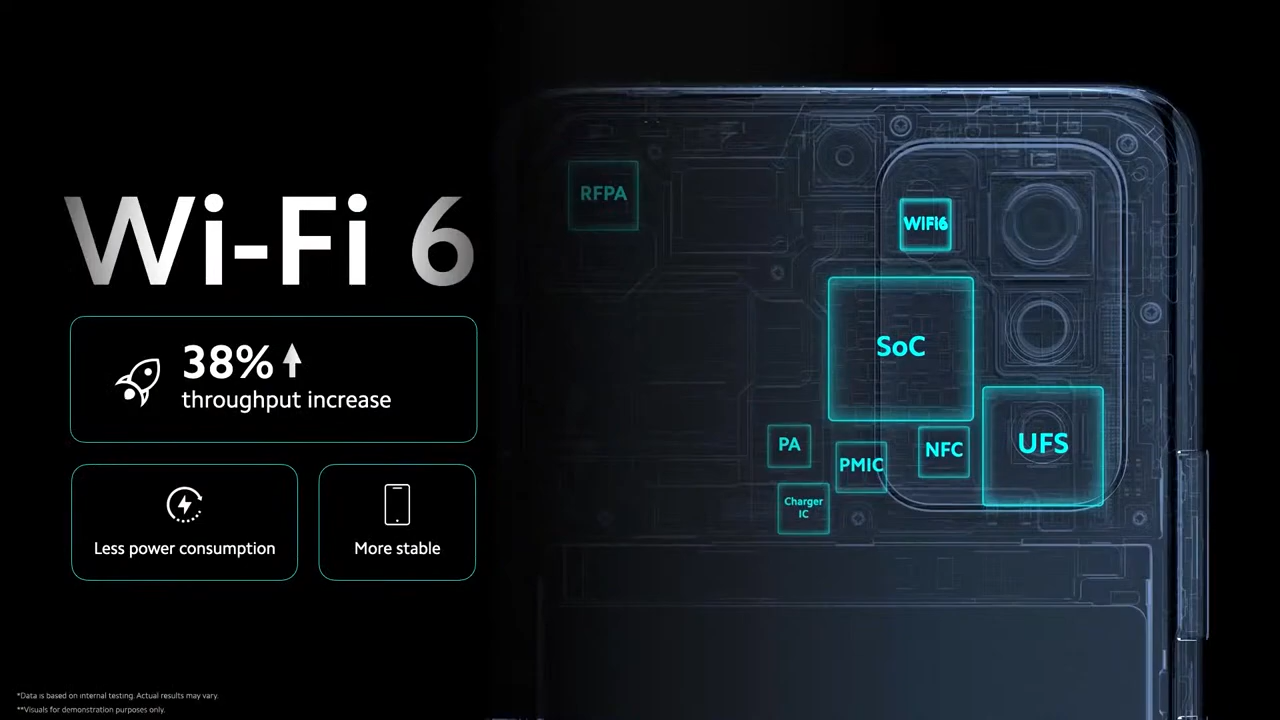 Wi-Fi 6
38%
throughput increase
Less power consumption
More stable
*Data is based on internal testing. Actual results may vary.
**Visuals for demonstration purposes only.
RFPA
WIFI6
SoC
UFS
PA
PMIC
NFC
Charger
IC